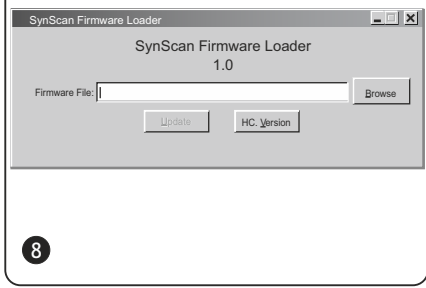 SynScan Firmware Loader
SynScan Firmware Loader
1.0
Firmware File:
Browse
Update
HC. Version
8